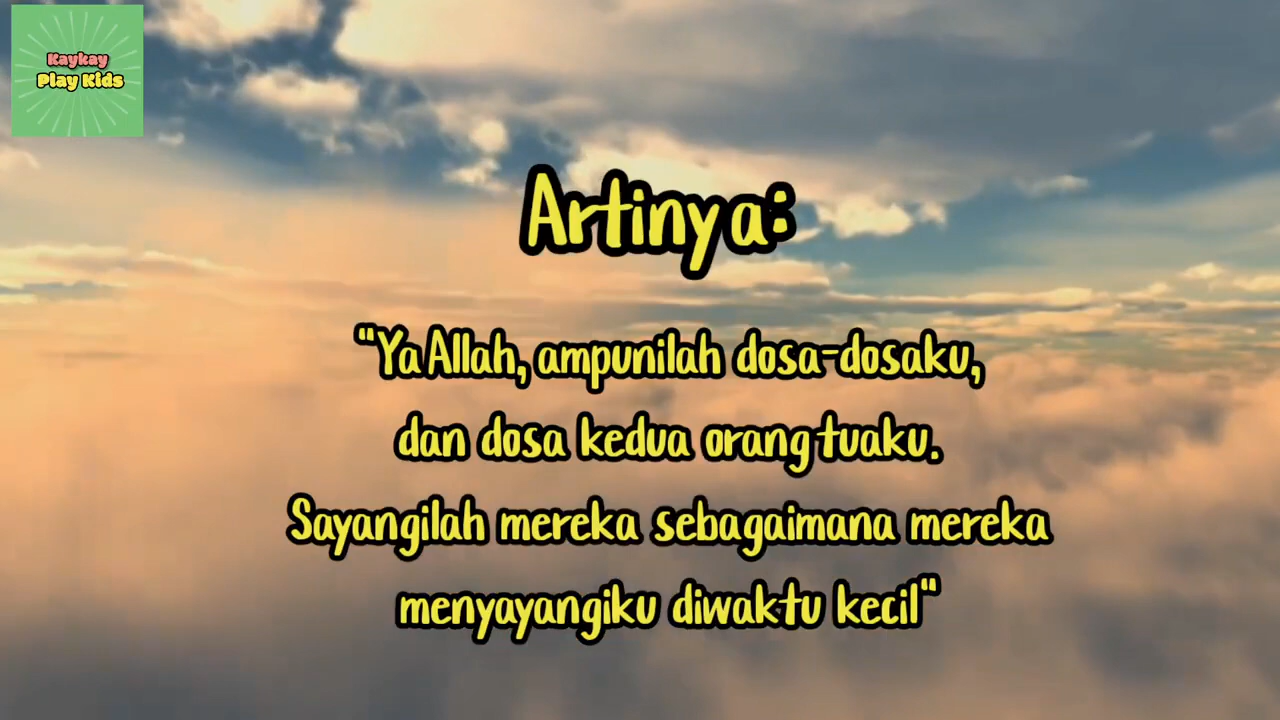 Kaykay
Play Kids
Artinya:
"Ya Allah, ampunilah dosa-dosaku,
dan dosa kedua orang tuaku.
Sayangilah mereka sebagaimana mereka
menyayangiku diwaktu kecil"